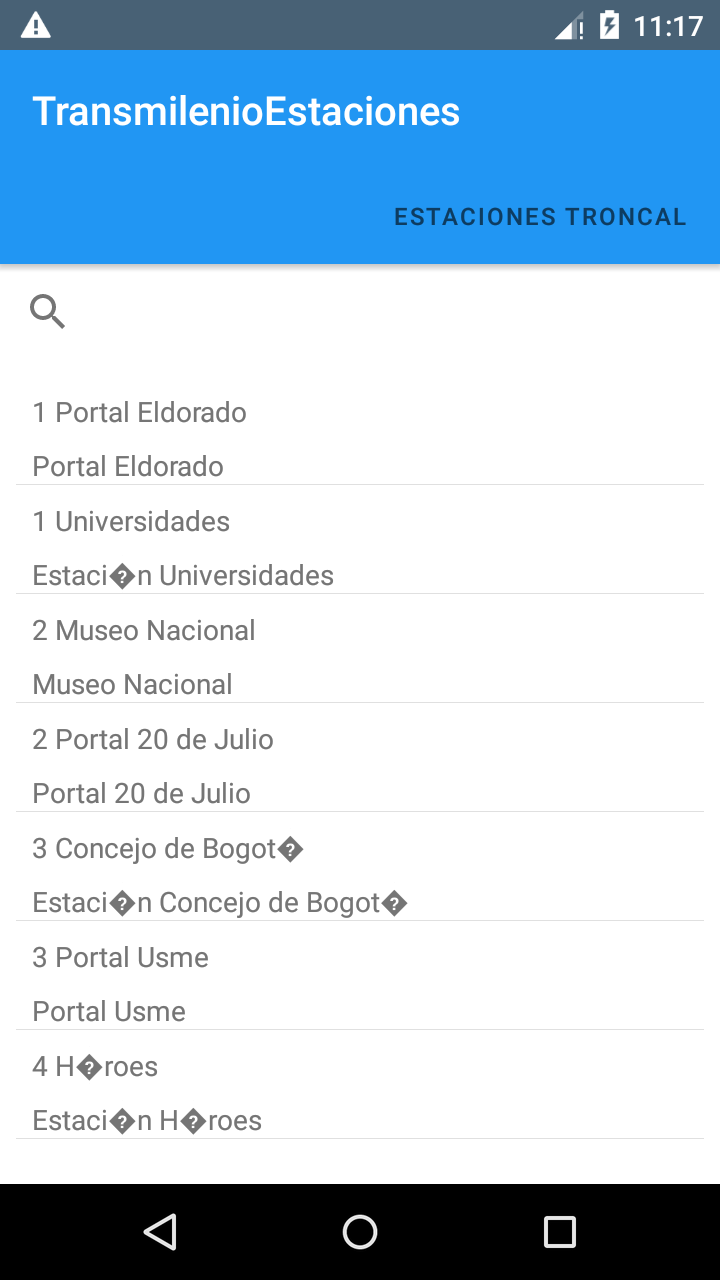 11:17
TransmilenioEstaciones
ESTACIONES TRONCAL
1 Portal Eldorado
Portal Eldorado
1 Universidades
Estaci�n Universidades
2 Museo Nacional
Museo Nacional
2 Portal 20 de Julio
Portal 20 de Julio
3 Concejo de Bogot�
Estaci�n Concejo de Bogot�
3 Portal Usme
Portal Usme
4 H�roes
Estaci�n H�roes